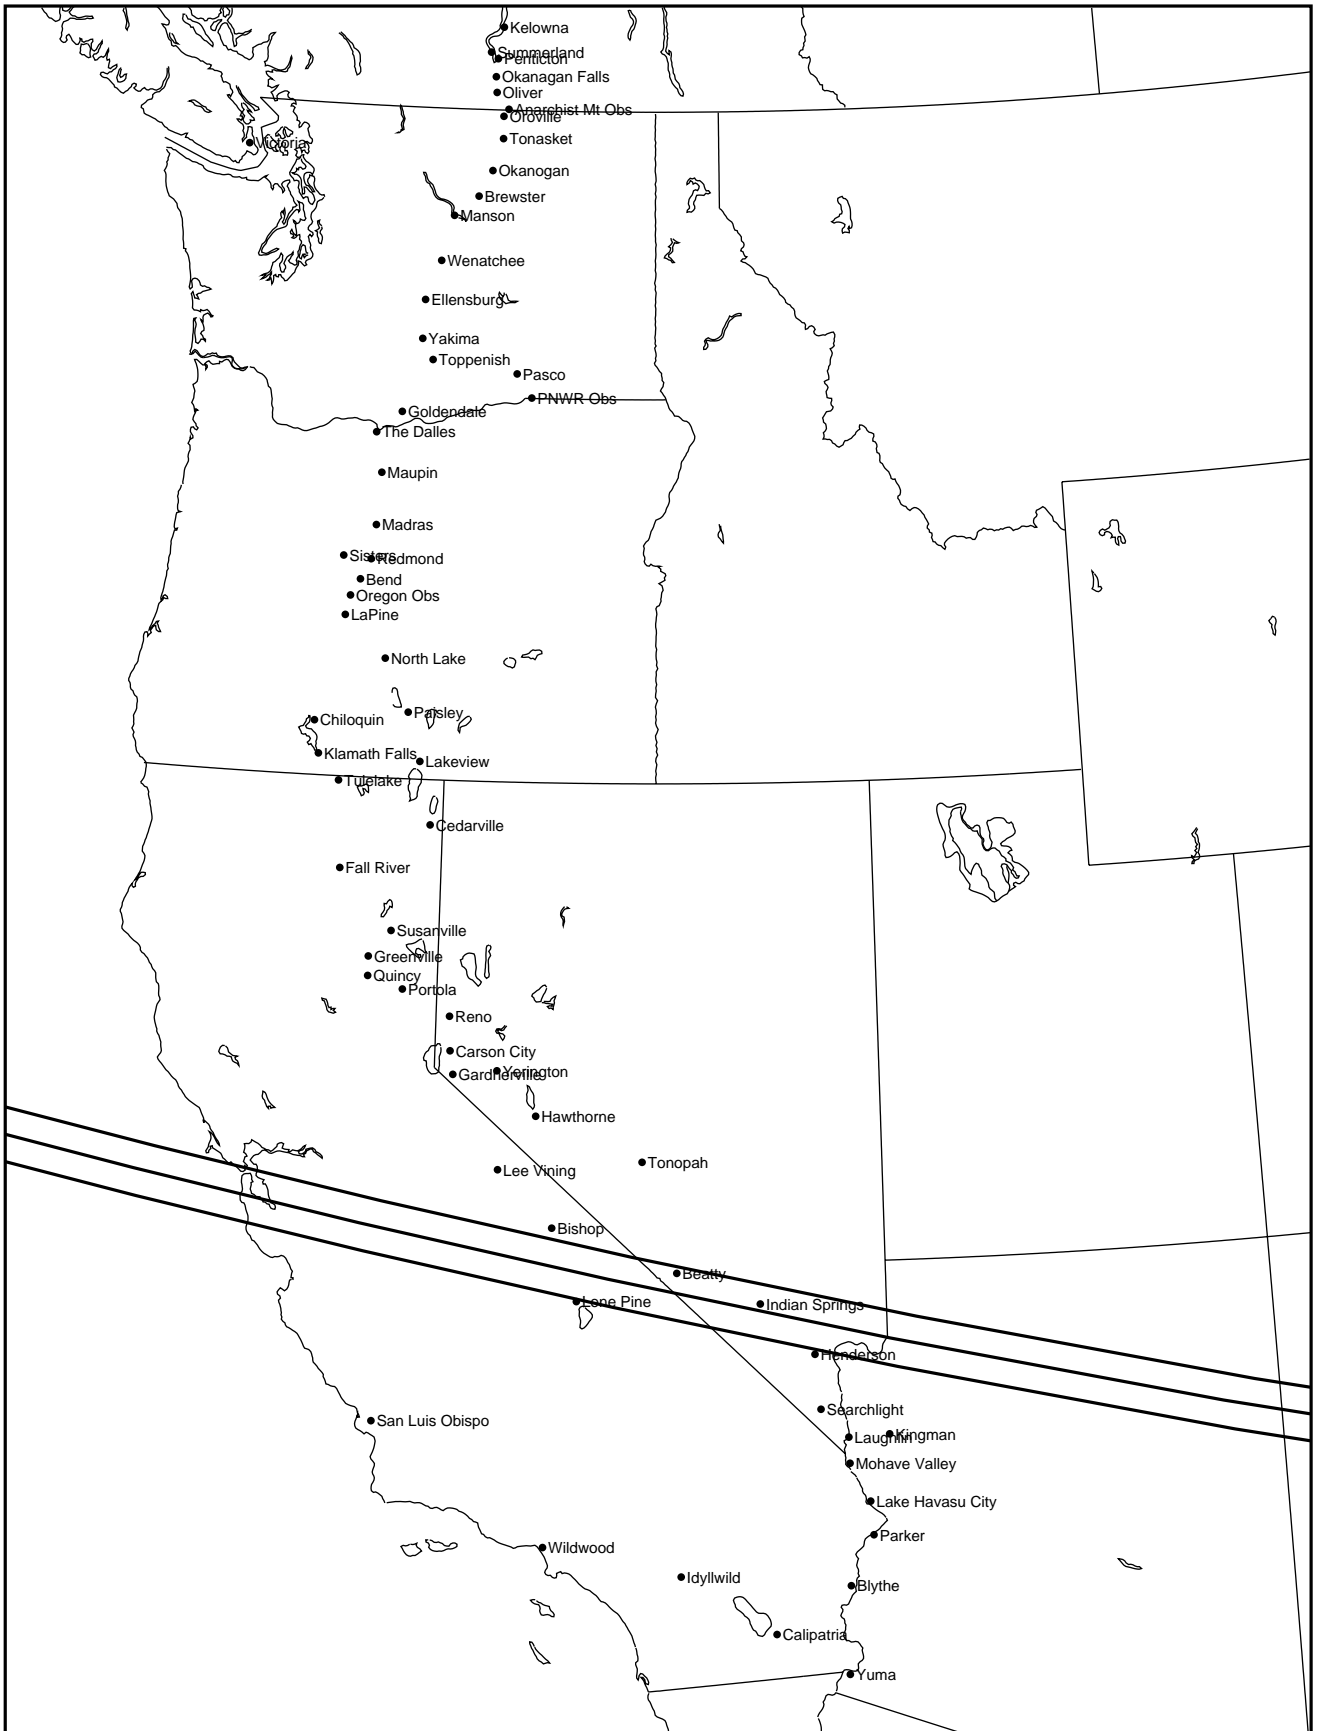 Kelowna
Summerland
Penticton
Okanagan Falls
Oliver
Anarchist Mt Obs
Oroville
Tonasket
Victoria
Okanogan
Brewster
Manson
Wenatchee
Ellensburg
Yakima
Toppenish
Pasco
PNWR Obs
Goldendale
The Dalles
Maupin
Madras
Sisters
Redmond
Bend
Oregon Obs
LaPine
North Lake
Paisley
Chiloquin
Klamath Falls
Lakeview
Tulelake
Cedarville
Fall River
Susanville
Greenville
Quincy
Portola
Reno
Carson City
Yerington
Gardnerville
Hawthorne
Tonopah
Lee Vining
Bishop
Beatty
Lone Pine
Indian Springs
Henderson
Searchlight
San Luis Obispo
Kingman
Laughlin
Mohave Valley
Lake Havasu City
Parker
Wildwood
Idyllwild
Blythe
Calipatria
Yuma